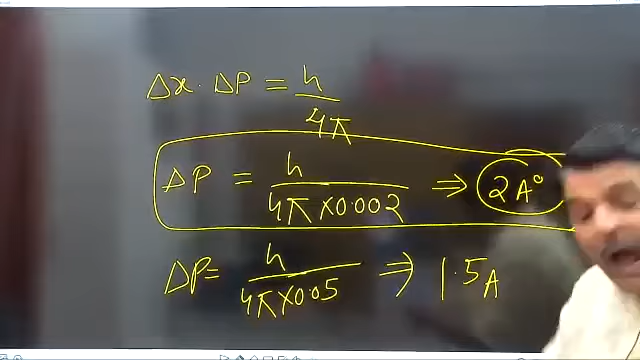 Δx · ΔP = h/4π
ΔP = h/4π×0.002 ⇒ 2A°
ΔP = h/4π×0.05 ⇒ 1.5A